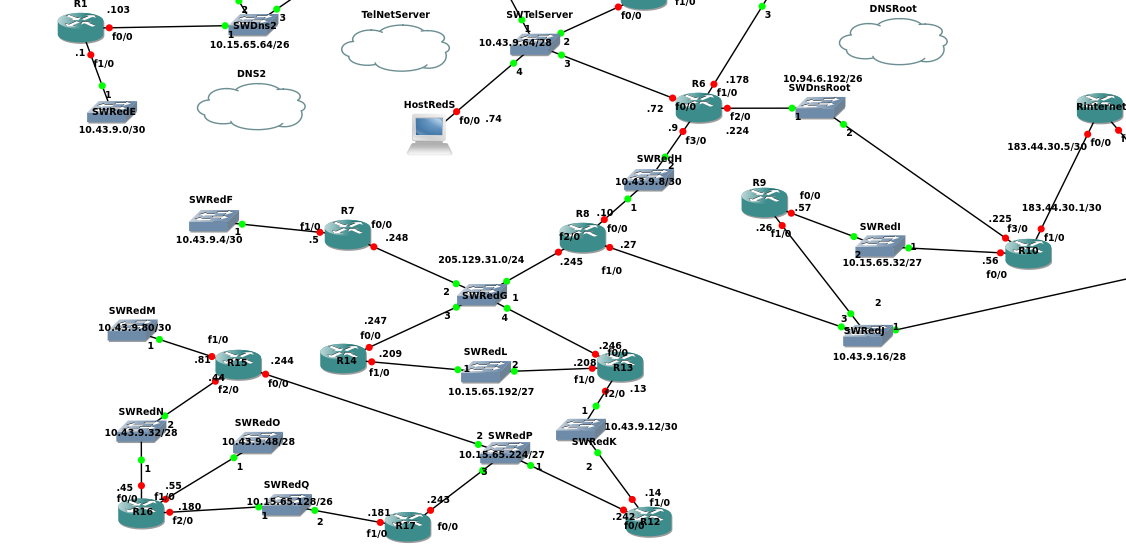 R1
.103
f0/0
2
3
SWDns2
1
10.15.65.64/26
.1
f1/0
1
SWRedE
10.43.9.0/30
DNS2
TelNetServer
SWTelServer
1
10.43.9.64/28
2
3
4
f0/0
f1/0
3
DNSRoot
HostRedS
f0/0
.74
R6
.178
f1/0
.72
f0/0
f2/0
.224
.9
f3/0
10.94.6.192/26
SWDnsRoot
1
2
Rinternet
f0/0
183.44.30.5/30
183.44.30.1/30
SWRedH
2
10.43.9.8/30
1
R9
f0/0
.57
.26
f1/0
SWRedI
1
2
10.15.65.32/27
.225
f3/0
f1/0
R10
.56
f0/0
SWRedF
1
10.43.9.4/30
R7
f1/0
.5
f0/0
.248
R8
.10
f0/0
f2/0
.27
.245
f1/0
205.129.31.0/24
2
SWRedG
1
3
4
2
3
SWRedJ
1
10.43.9.16/28
SWRedM
10.43.9.80/30
1
f1/0
.81
R15
.244
.44
f2/0
f0/0
.247
f0/0
R14
.209
f1/0
SWRedL
1
2
10.15.65.192/27
.246
f0/0
.208
R13
f1/0
f2/0
.13
1
10.43.9.12/30
SWRedK
2
SWRedN
2
10.43.9.32/28
1
SWRedO
10.43.9.48/28
1
2
SWRedP
10.15.65.224/27
3
1
.45
f0/0
.55
f1/0
R16
.180
f2/0
SWRedQ
10.15.65.128/26
1
2
.181
f1/0
R17
.243
f0/0
.14
f1/0
.242
f0/0
R12